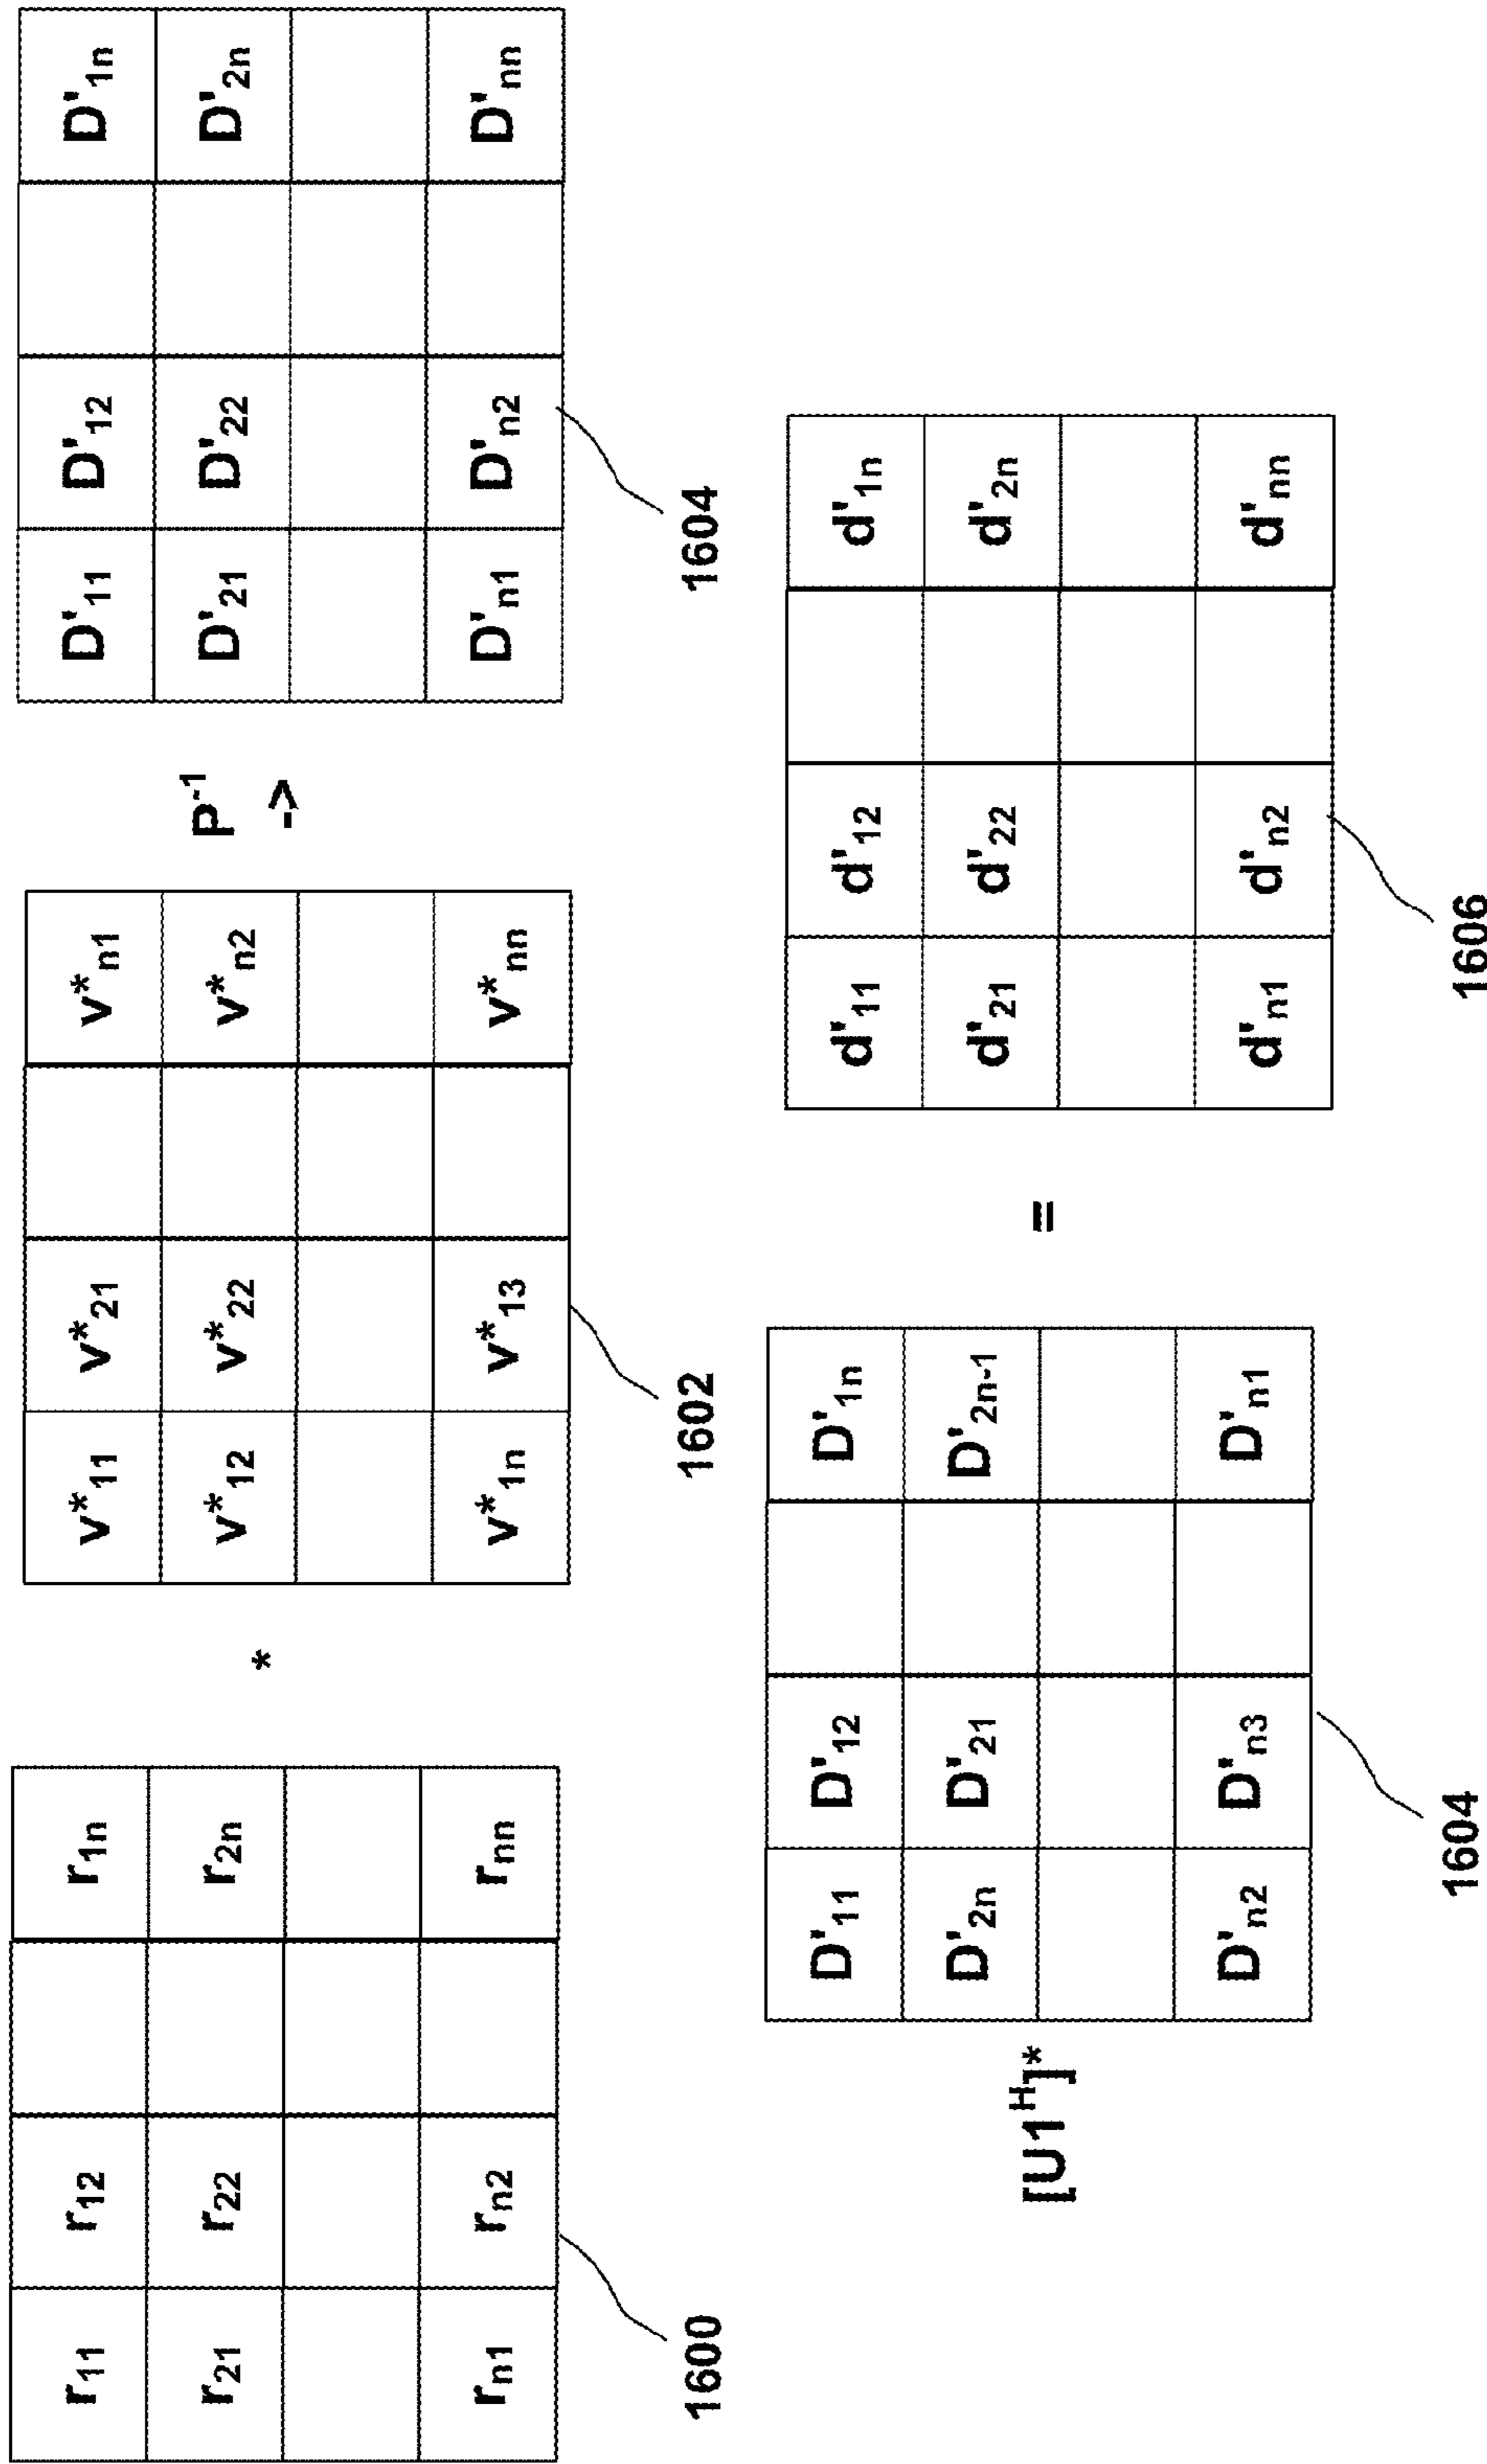 r11 r12 r1n
r21 r22 r2n
rn1 rn2 rnn
1600
*
v*11 v*21 v*n1
v*12 v*22 v*n2
v*1n v*13 v*nn
1602
P-1
->
D'11 D'12 D'1n
D'21 D'22 D'2n
D'n1 D'n2 D'nn
1604
[U1H]*
D'11 D'12 D'1n
D'2n D'21 D'2n-1
D'n2 D'n3 D'n1
1604
=
d'11 d'12 d'1n
d'21 d'22 d'2n
d'n1 d'n2 d'nn
1606